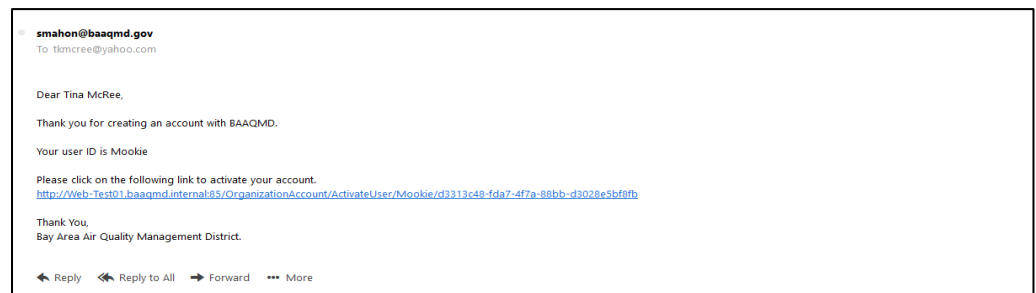 smahon@baaqmd.gov
To tkmcree@yahoo.com
Dear Tina McRee,
Thank you for creating an account with BAAQMD.
Your user ID is Mookie
Please click on the following link to activate your account.
http://Web-Test01.baaqmd.internal:85/OrganizationAccount/ActivateUser/Mookie/d3313c48-fda7-4f7a-88bb-d3028e5bf8fb
Thank You,
Bay Area Air Quality Management District.
Reply Reply to All Forward More